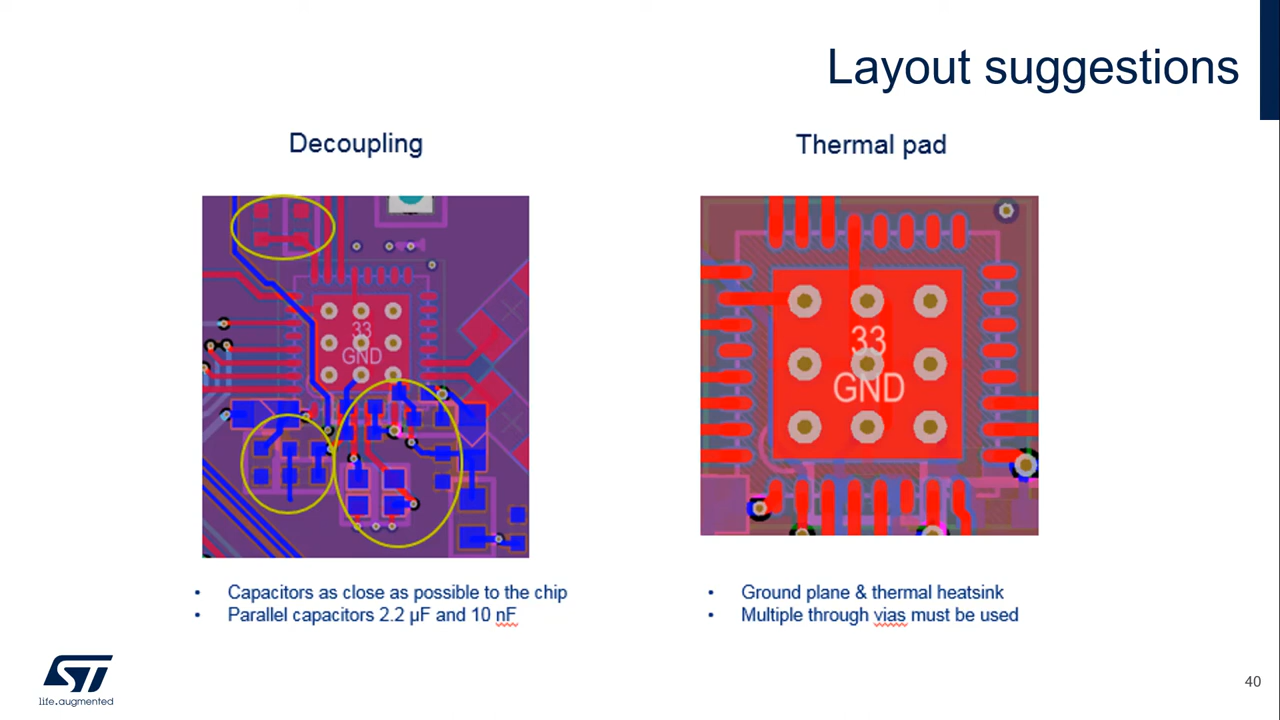 Layout suggestions
Decoupling
Thermal pad
33
GND
33
GND
• Capacitors as close as possible to the chip
• Parallel capacitors 2.2 µF and 10 nF
• Ground plane & thermal heatsink
• Multiple through vias must be used
ST
life.augmented
40